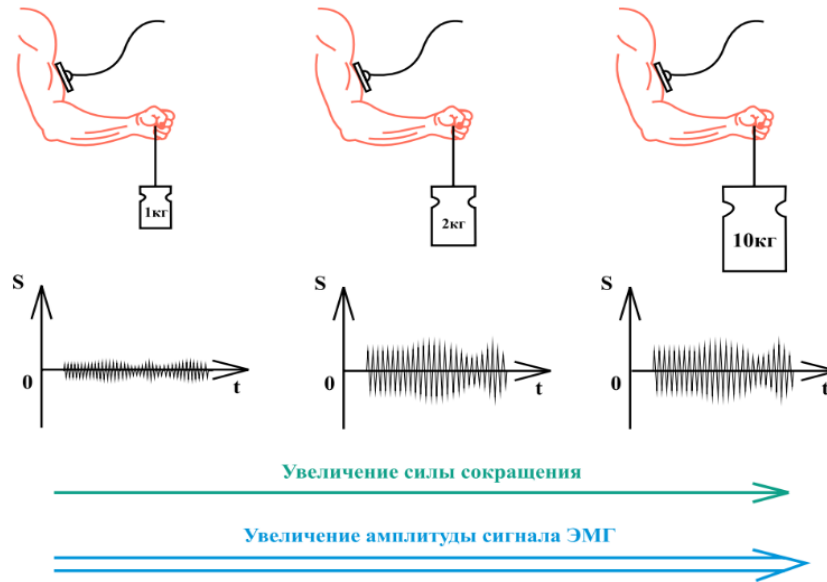 1кг
2кг
10кг
S
S
S
0
t
0
t
0
t
Увеличение силы сокращения
Увеличение амплитуды сигнала ЭМГ